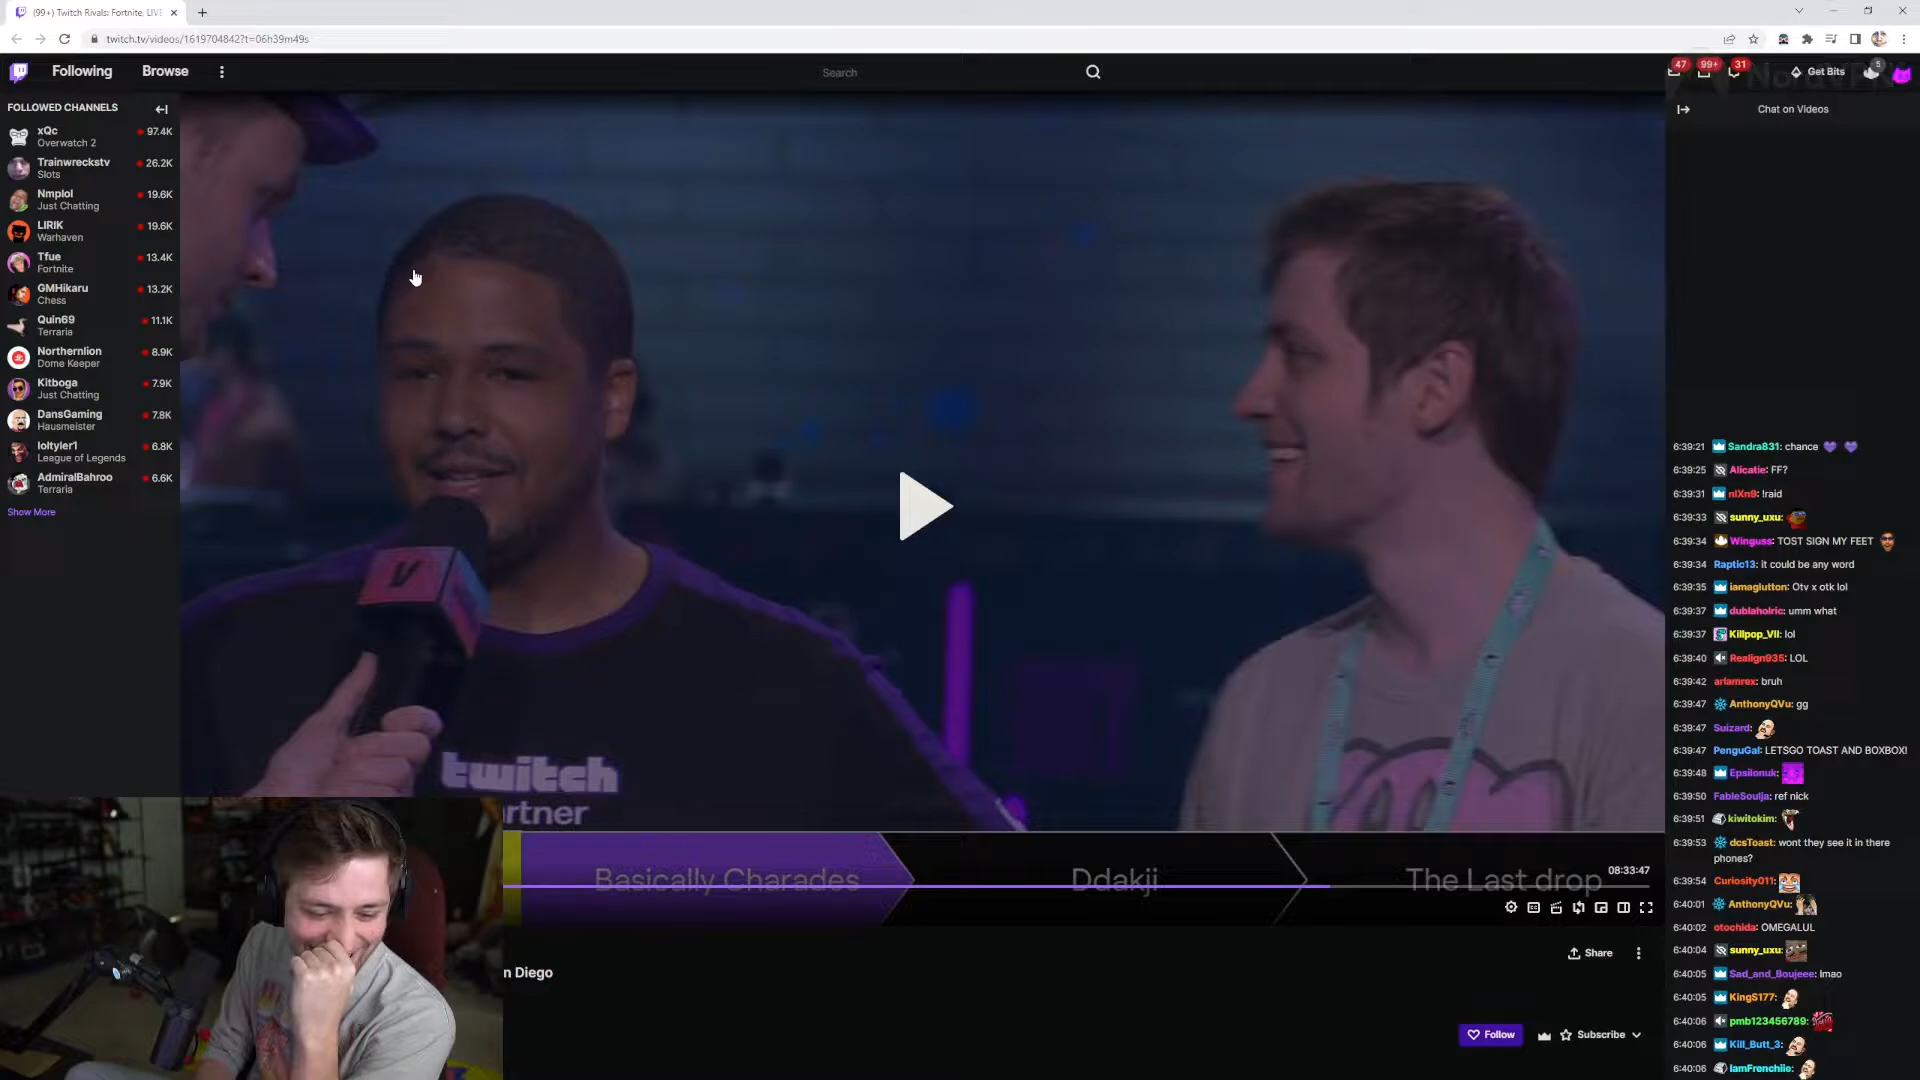 (99+) Twitch Rivals: Fortnite, LIVE
twitch.tv/videos/1619704842?t=06h39m49s
Following
Browse
Search
47
99+
31
Get Bits
5
FOLLOWED CHANNELS
xQc
97.4K
Overwatch 2
Trainwreckstv
26.2K
Slots
Nmplol
19.6K
Just Chatting
LIRIK
19.6K
Warhaven
Tfue
13.4K
Fortnite
GMHikaru
13.2K
Chess
Quin69
11.1K
Terraria
Northernlion
8.9K
Dome Keeper
Kitboga
7.9K
Just Chatting
DansGaming
7.8K
Hausmeister
loltyler1
6.8K
League of Legends
AdmiralBahroo
6.6K
Terraria
Show More
V
twitch
artner
Basically Charades
Ddakji
The Last drop
08:33:47
n Diego
Share
Follow
Subscribe
Chat on Videos
6:39:21 Sandra831: chance
6:39:25 Alicatie: FF?
6:39:31 nIXn9: !raid
6:39:33 sunny_uxu:
6:39:34 Winguss: TOST SIGN MY FEET
6:39:34 Raptic13: it could be any word
6:39:35 iamaglutton: Otv x otk lol
6:39:37 dublaholric: umm what
6:39:37 Killpop_VII: lol
6:39:40 Realign935: LOL
6:39:42 ariamrex: bruh
6:39:47 AnthonyQVu: gg
6:39:47 Suizard:
6:39:47 PenguGal: LETSGO TOAST AND BOXBOX!
6:39:48 Epsilonuk:
6:39:50 FableSoulja: ref nick
6:39:51 kiwitokim:
6:39:53 dcsToast: wont they see it in there
phones?
6:39:54 Curiosity011:
6:40:01 AnthonyQVu:
6:40:02 otochida: OMEGALUL
6:40:04 sunny_uxu:
6:40:05 Sad_and_Boujeee: lmao
6:40:05 KingS177:
6:40:06 pmb123456789:
6:40:06 Kill_Butt_3:
6:40:06 IamFrenchiie: